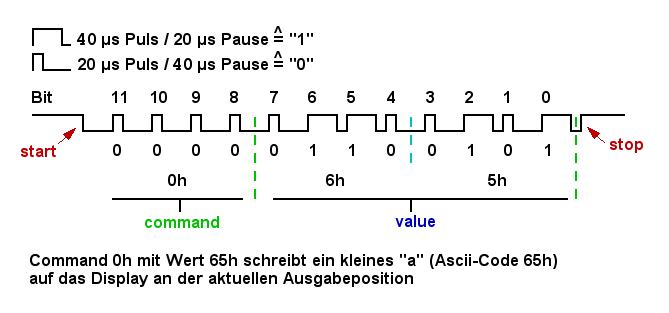 40 µs Puls / 20 µs Pause ≙ "1"
20 µs Puls / 40 µs Pause ≙ "0"
Bit 11 10 9 8 7 6 5 4 3 2 1 0
start stop
0 0 0 0 0 1 1 0 0 1 0 1
0h 6h 5h
command value
Command 0h mit Wert 65h schreibt ein kleines "a" (Ascii-Code 65h)
auf das Display an der aktuellen Ausgabeposition